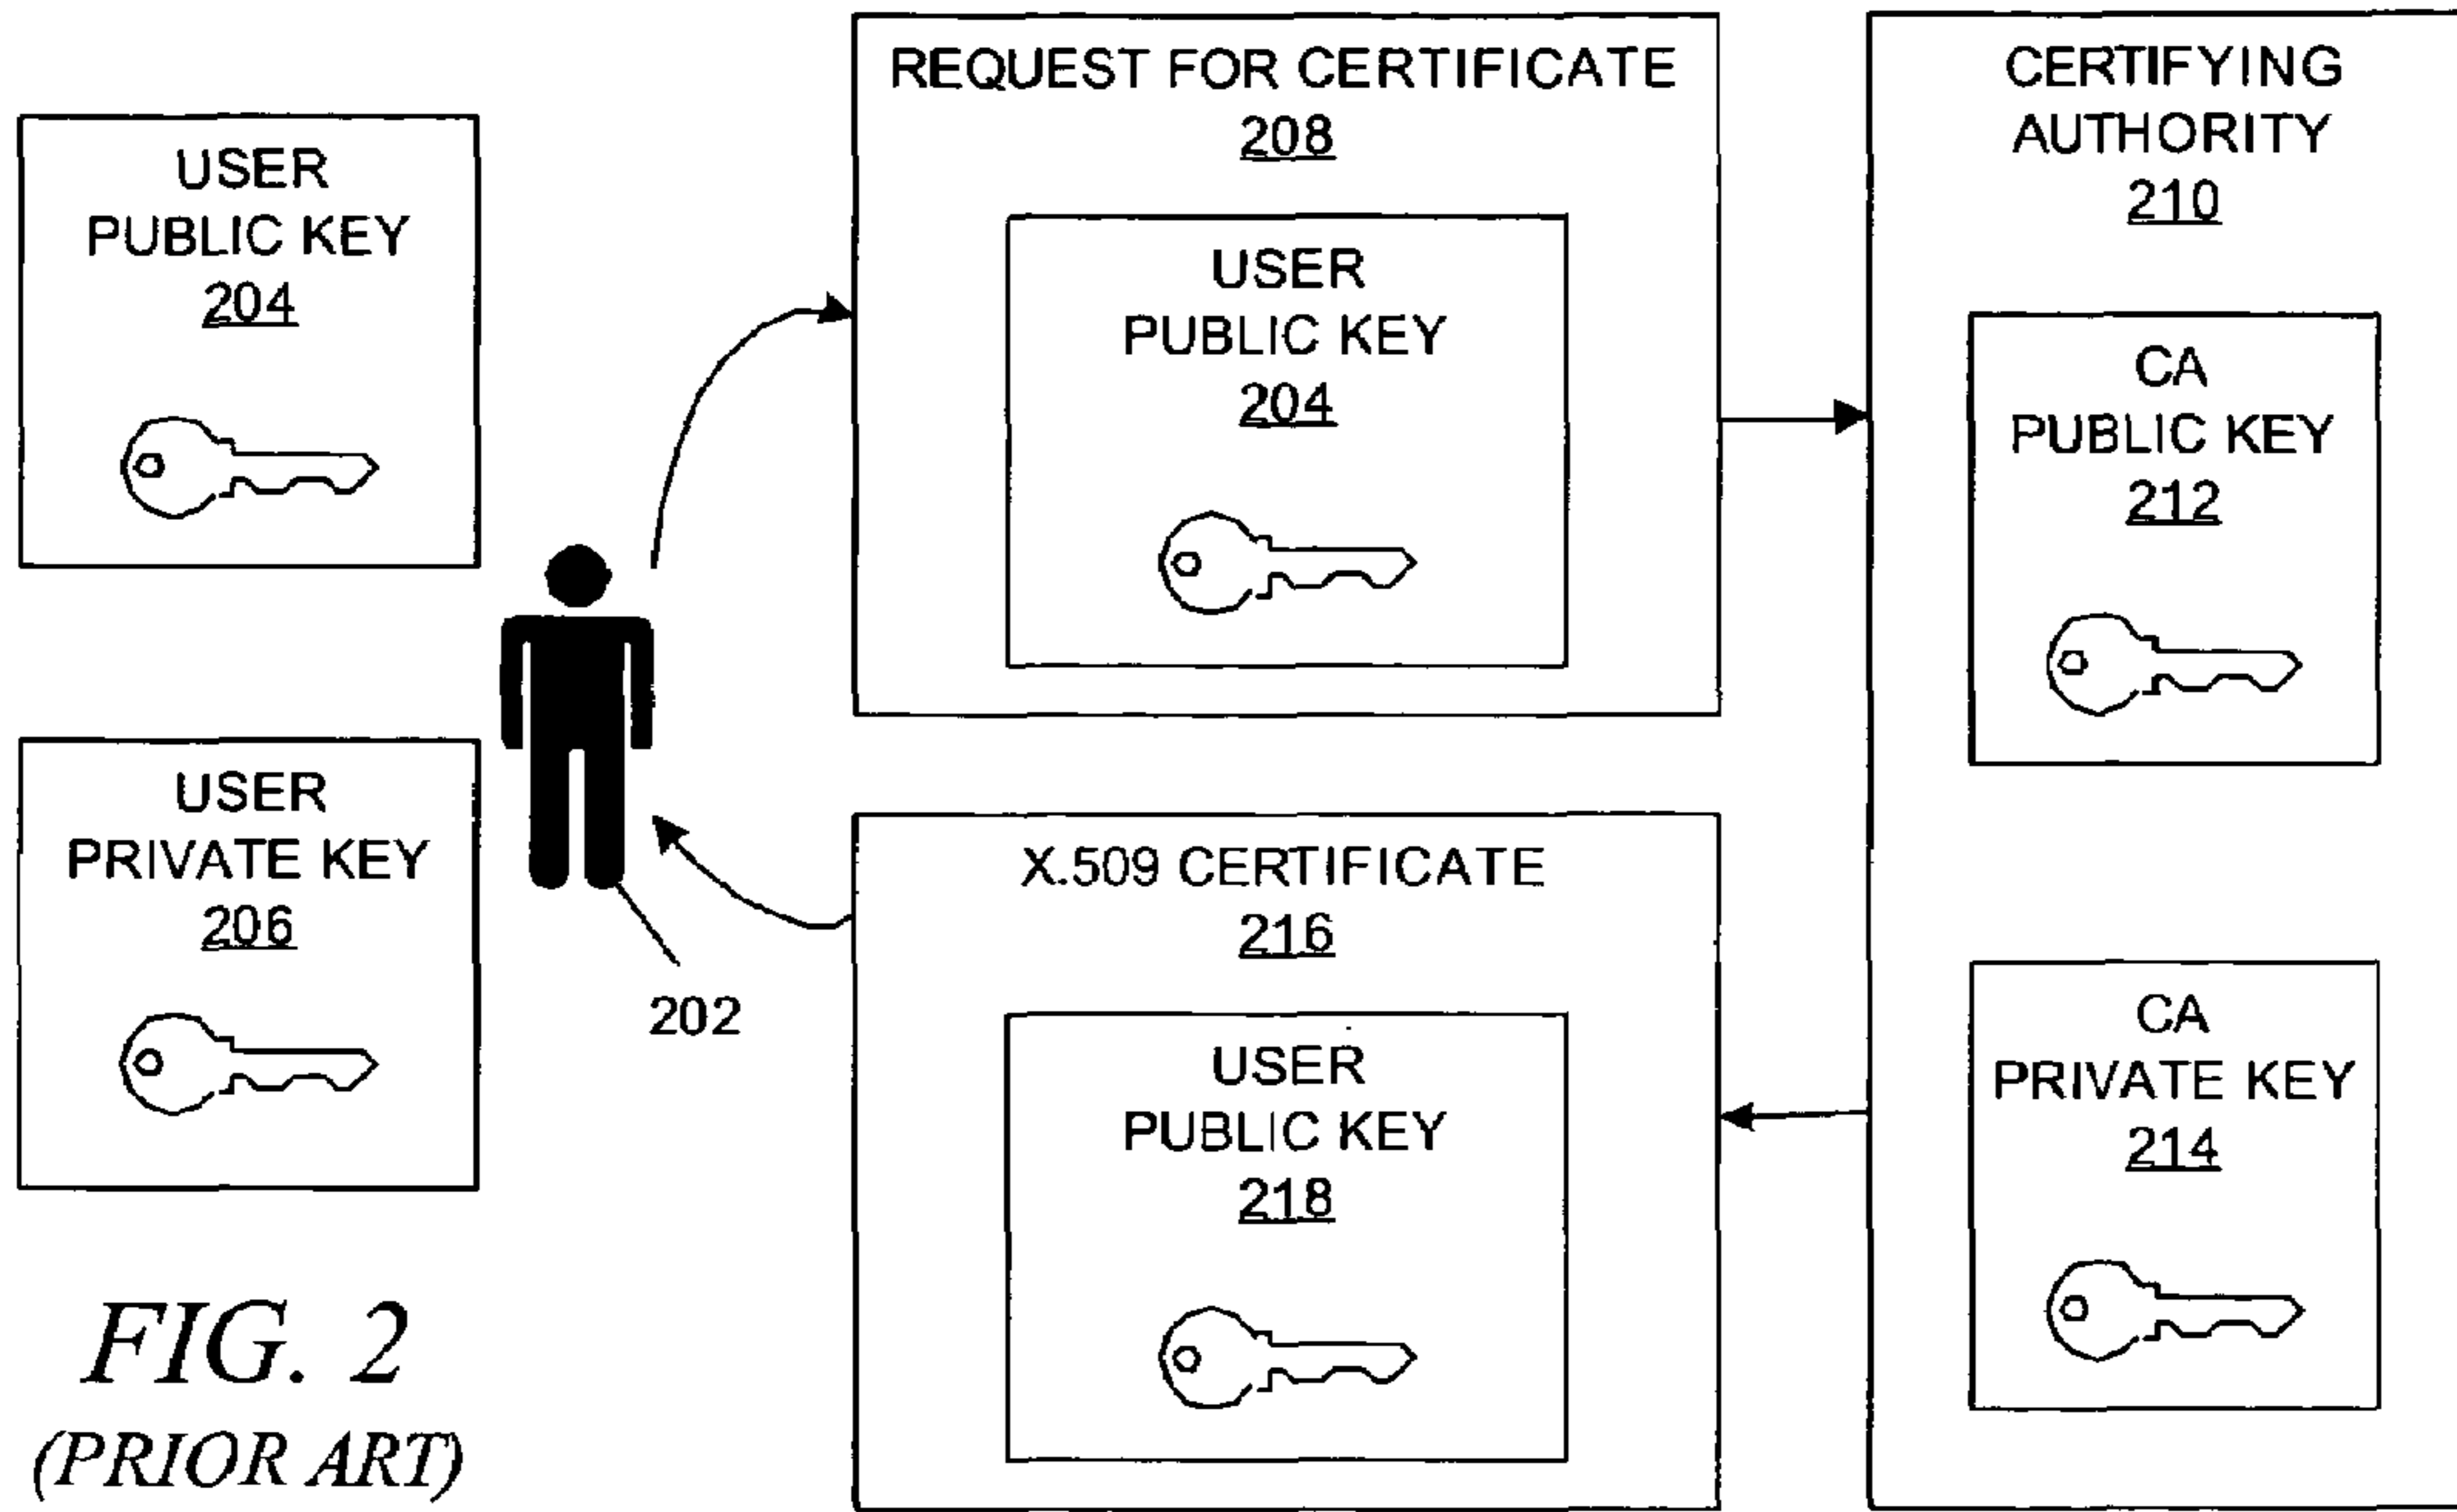 USER
PUBLIC KEY
204
USER
PRIVATE KEY
206
202
REQUEST FOR CERTIFICATE
208
USER
PUBLIC KEY
204
X.509 CERTIFICATE
216
USER
PUBLIC KEY
218
CERTIFYING
AUTHORITY
210
CA
PUBLIC KEY
212
CA
PRIVATE KEY
214
FIG. 2
(PRIOR ART)